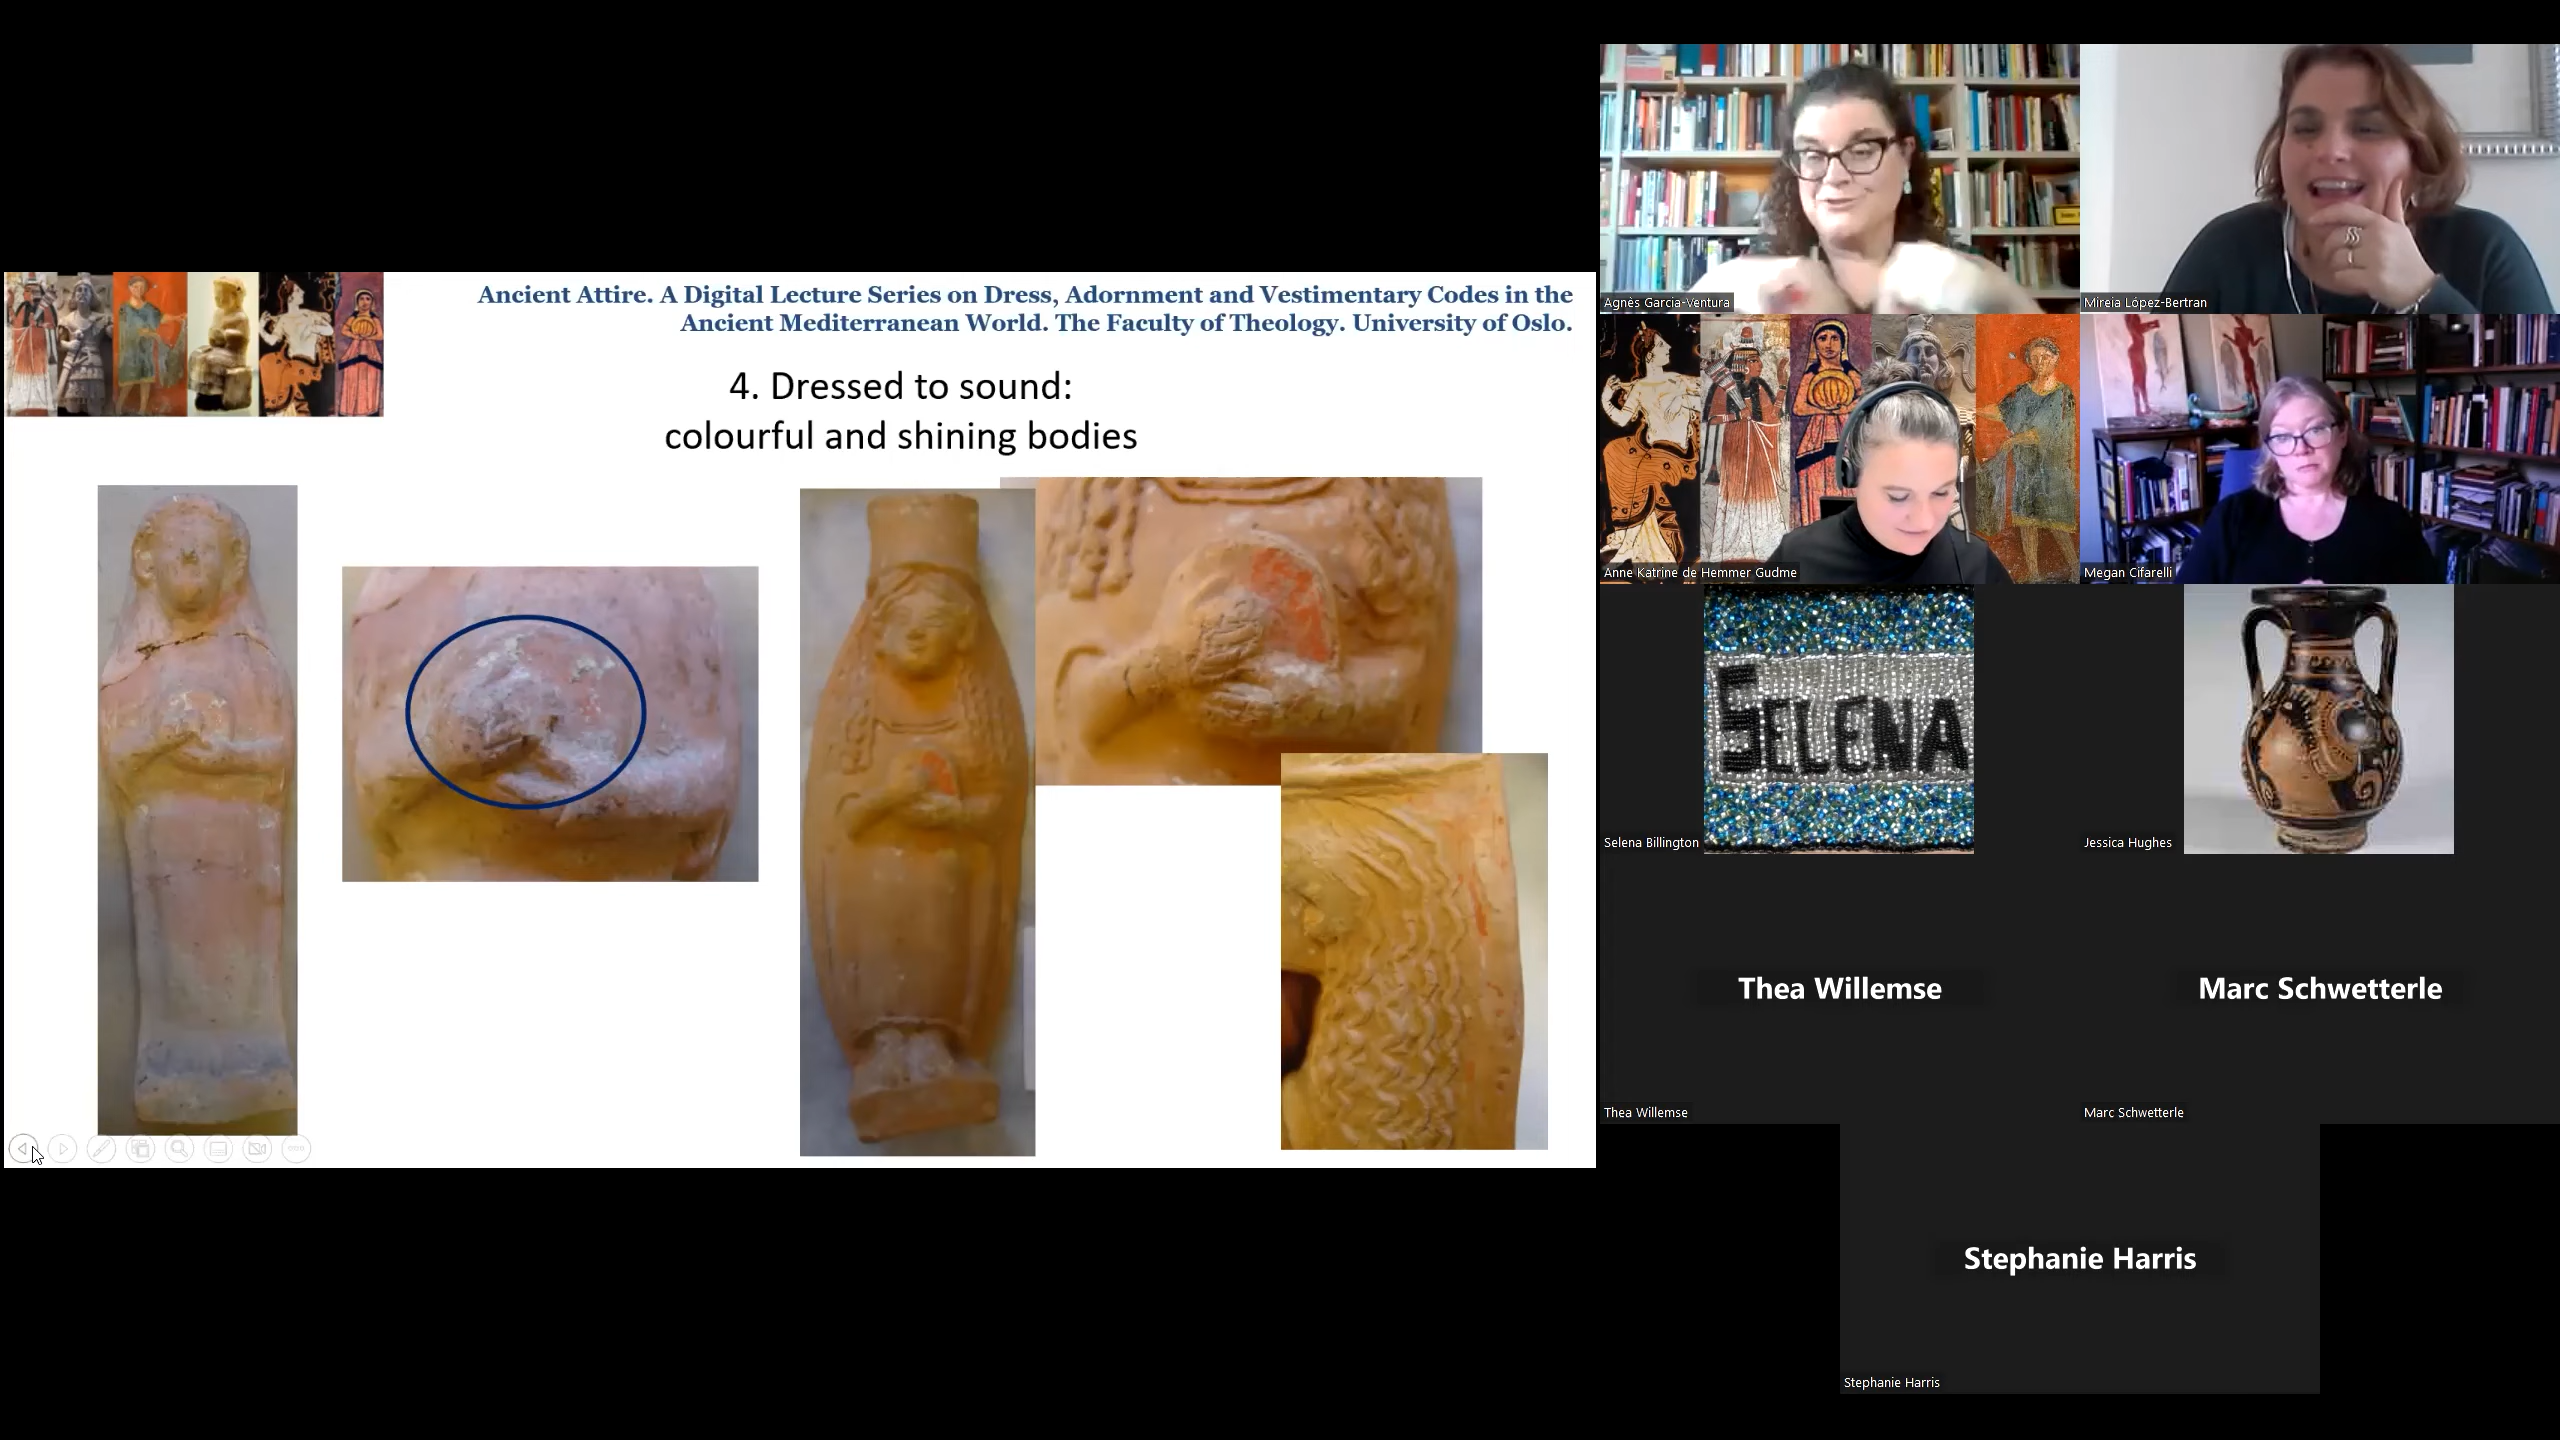 Ancient Attire. A Digital Lecture Series on Dress, Adornment and Vestimentary Codes in the
Ancient Mediterranean World. The Faculty of Theology. University of Oslo.
4. Dressed to sound:
colourful and shining bodies
Agnès Garcia-Ventura
Mireia López-Bertran
Anne Katrine de Hemmer Gudme
Megan Cifarelli
SELENA
Selena Billington
Jessica Hughes
Thea Willemse
Marc Schwetterle
Thea Willemse
Marc Schwetterle
Stephanie Harris
Stephanie Harris